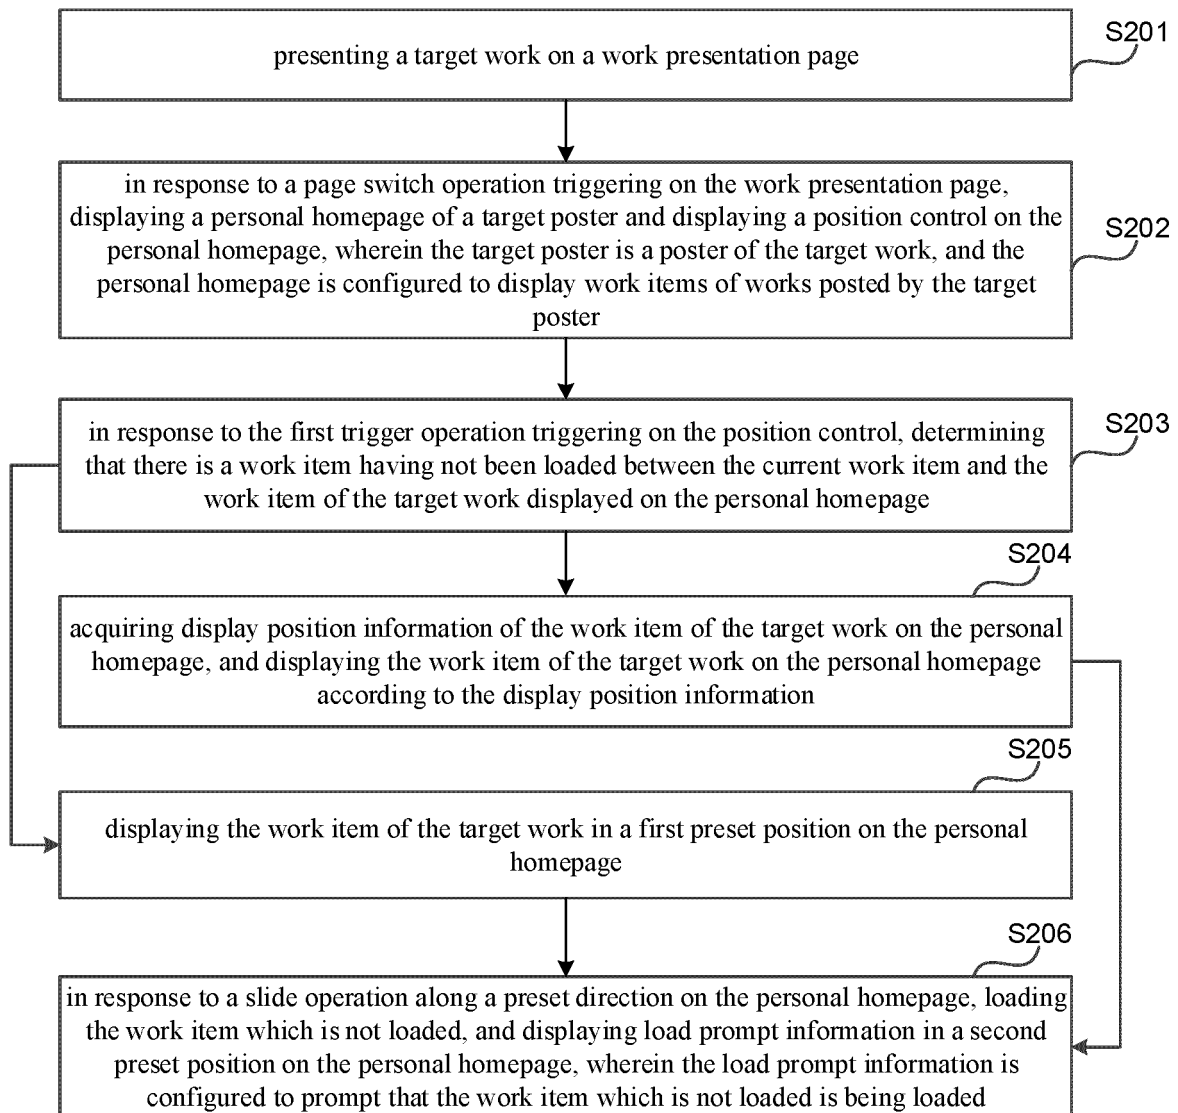 S201
presenting a target work on a work presentation page
in response to a page switch operation triggering on the work presentation page,
displaying a personal homepage of a target poster and displaying a position control on the
personal homepage, wherein the target poster is a poster of the target work, and the
personal homepage is configured to display work items of works posted by the target
poster
S202
in response to the first trigger operation triggering on the position control, determining
that there is a work item having not been loaded between the current work item and the
work item of the target work displayed on the personal homepage
S203
S204
acquiring display position information of the work item of the target work on the personal
homepage, and displaying the work item of the target work on the personal homepage
according to the display position information
S205
displaying the work item of the target work in a first preset position on the personal
homepage
S206
in response to a slide operation along a preset direction on the personal homepage, loading
the work item which is not loaded, and displaying load prompt information in a second
preset position on the personal homepage, wherein the load prompt information is
configured to prompt that the work item which is not loaded is being loaded